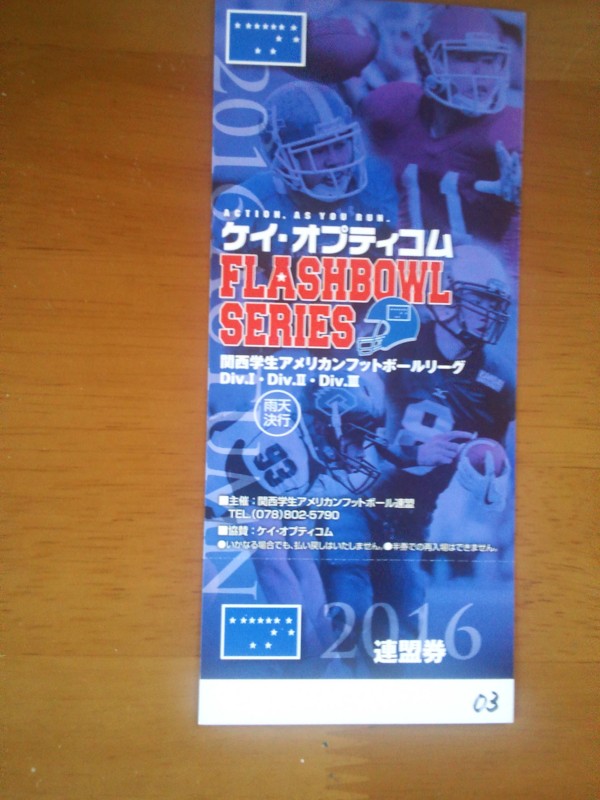 2016 AUTUMN
ACTION. AS YOU RUN.
ケイ・オプティコム
FLASHBOWL
SERIES
関西学生アメリカンフットボールリーグ
Div.Ⅰ・Div.Ⅱ・Div.Ⅲ
雨天
決行
93
■主催：関西学生アメリカンフットボール連盟
TEL.(078)802-5790
■協賛：ケイ・オプティコム
●いかなる場合でも、払い戻しはいたしません。●半券での再入場はできません。
2016
連盟券
03